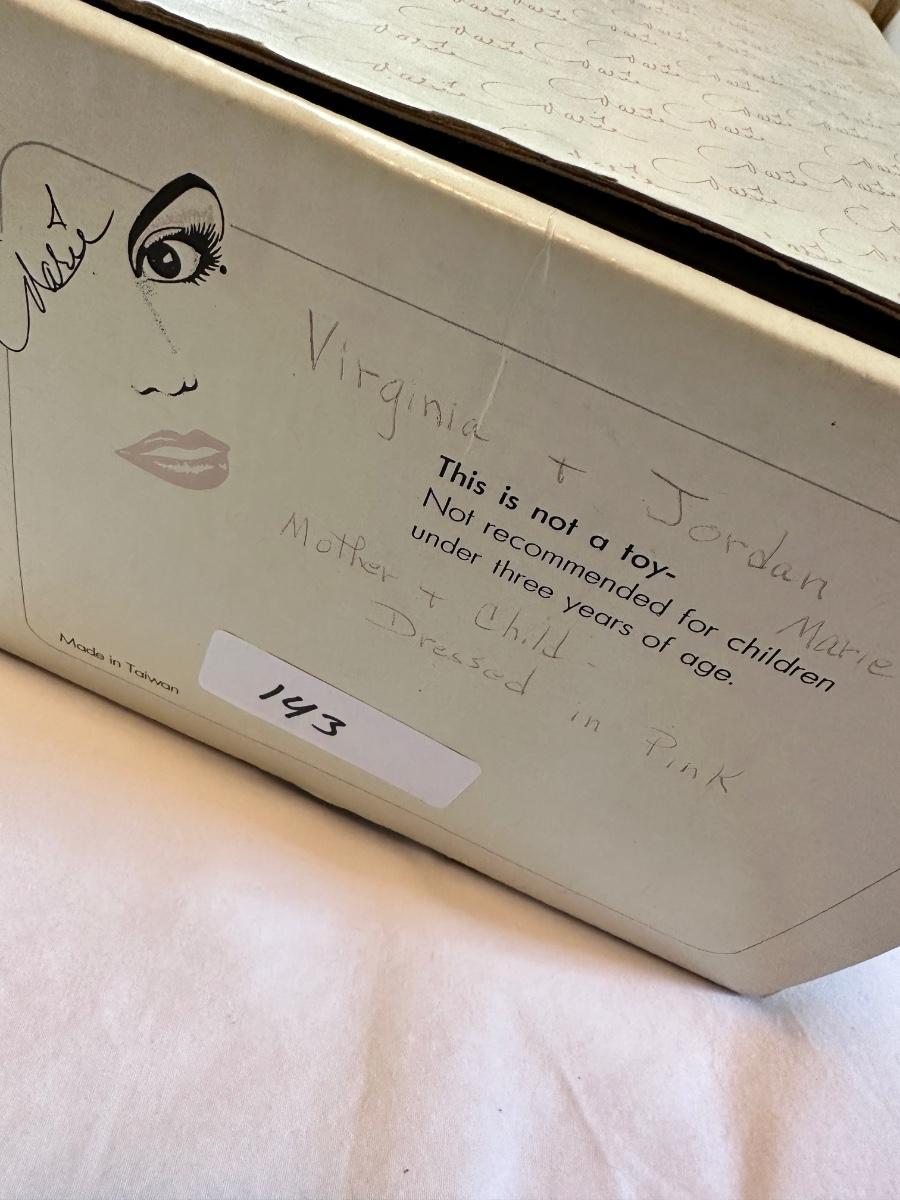 Marie
Virginia + Jordan Marie
This is not a toy-
Not recommended for children
under three years of age.
Mother + Child -
Dressed in Pink
Made in Taiwan
143